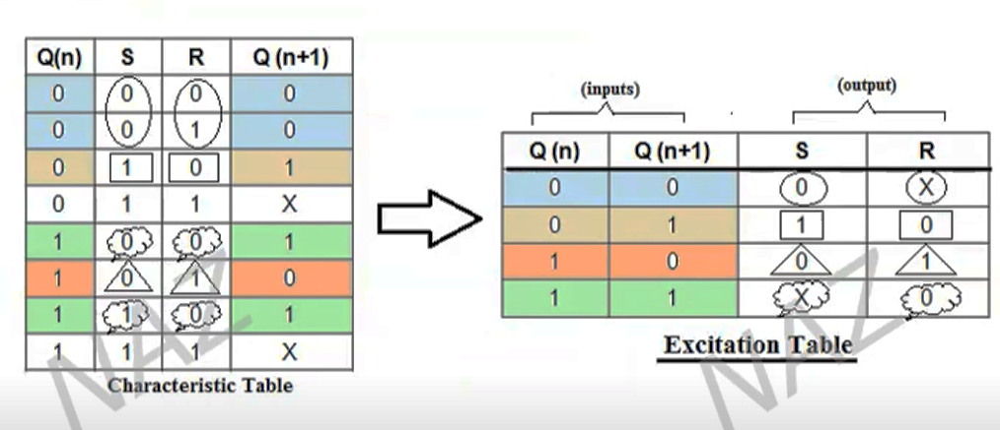 Q(n) S R Q (n+1)
0 0 0 0
0 0 1 0
0 1 0 1
0 1 1 X
1 0 0 1
1 0 1 0
1 1 0 1
1 1 1 X
Characteristic Table
(inputs) (output)
Q (n) Q (n+1) S R
0 0 0 X
0 1 1 0
1 0 0 1
1 1 X 0
Excitation Table
NAZ
NAZ